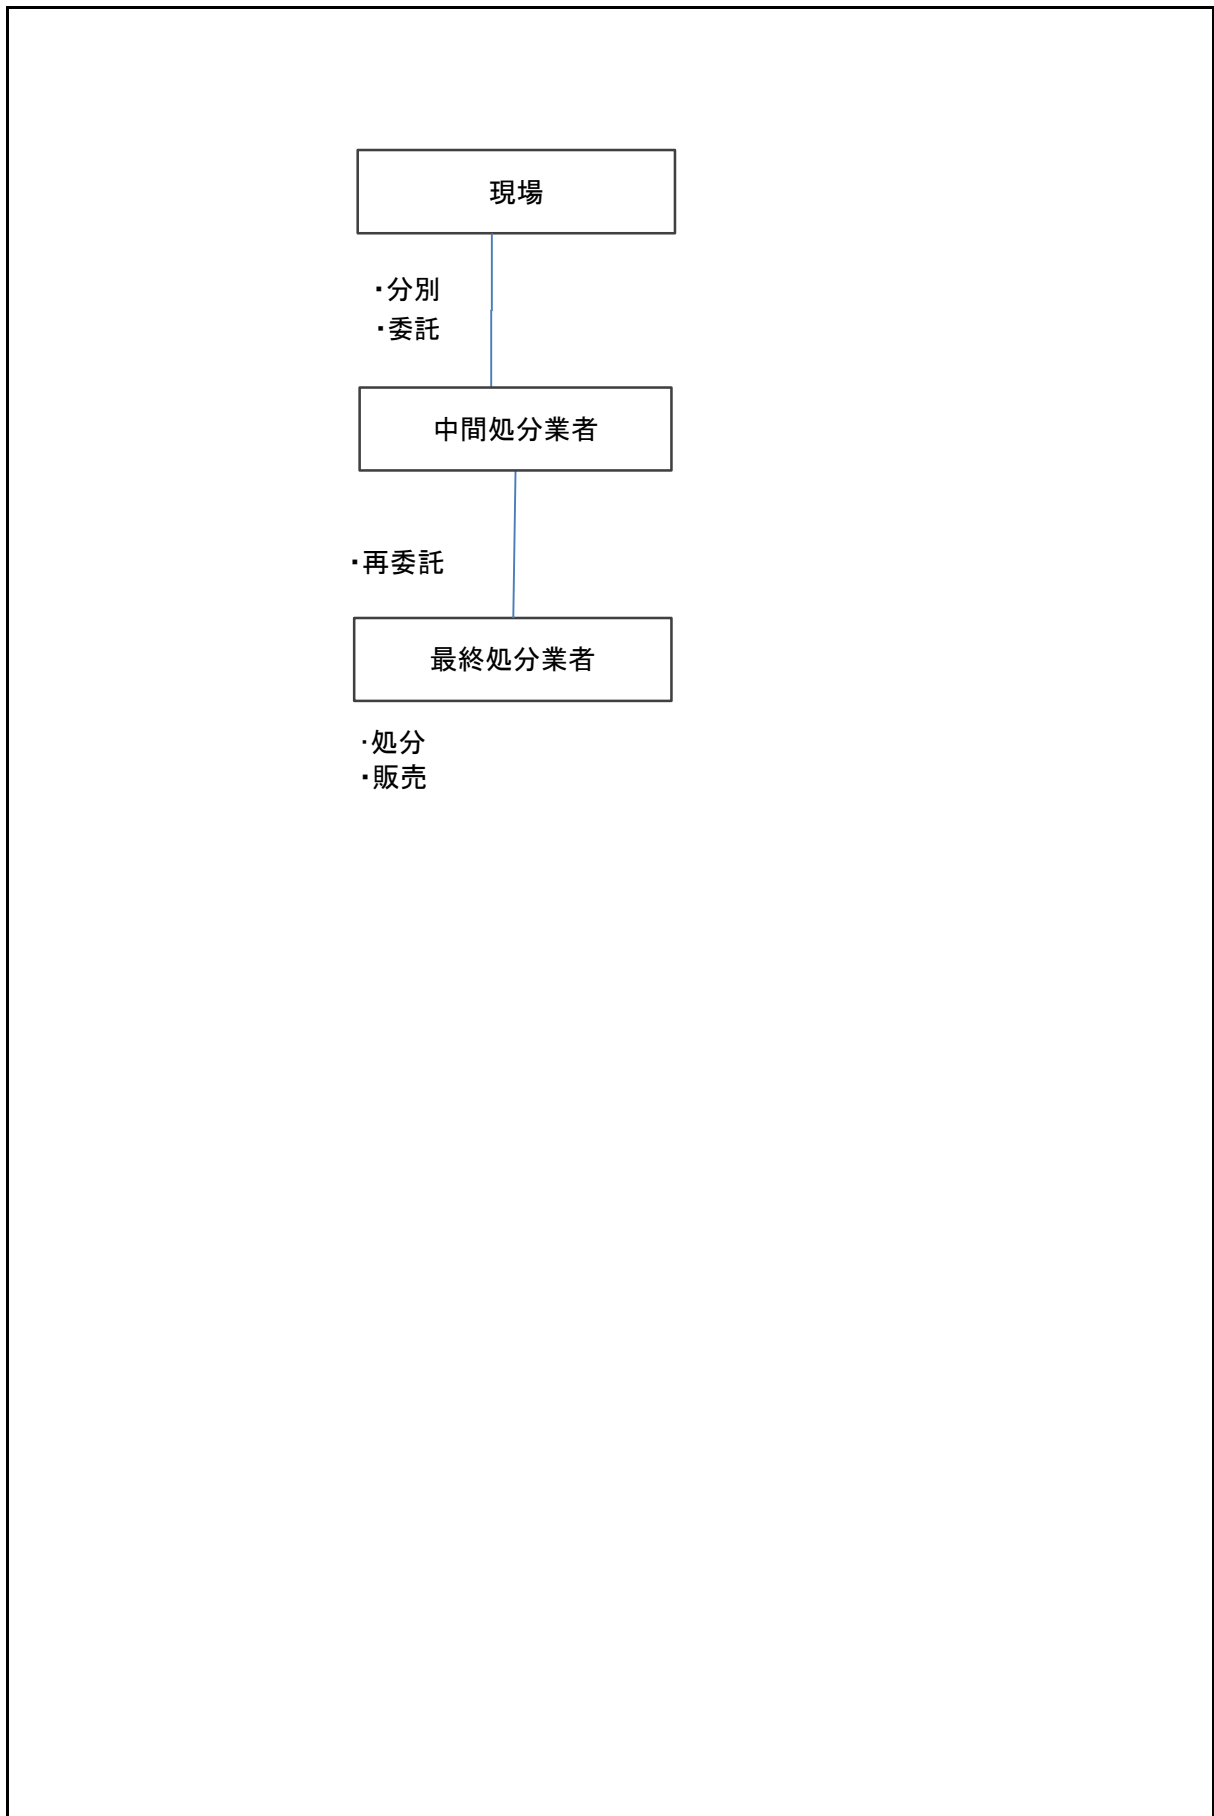 現場
・分別
・委託
中間処分業者
・再委託
最終処分業者
・処分
・販売